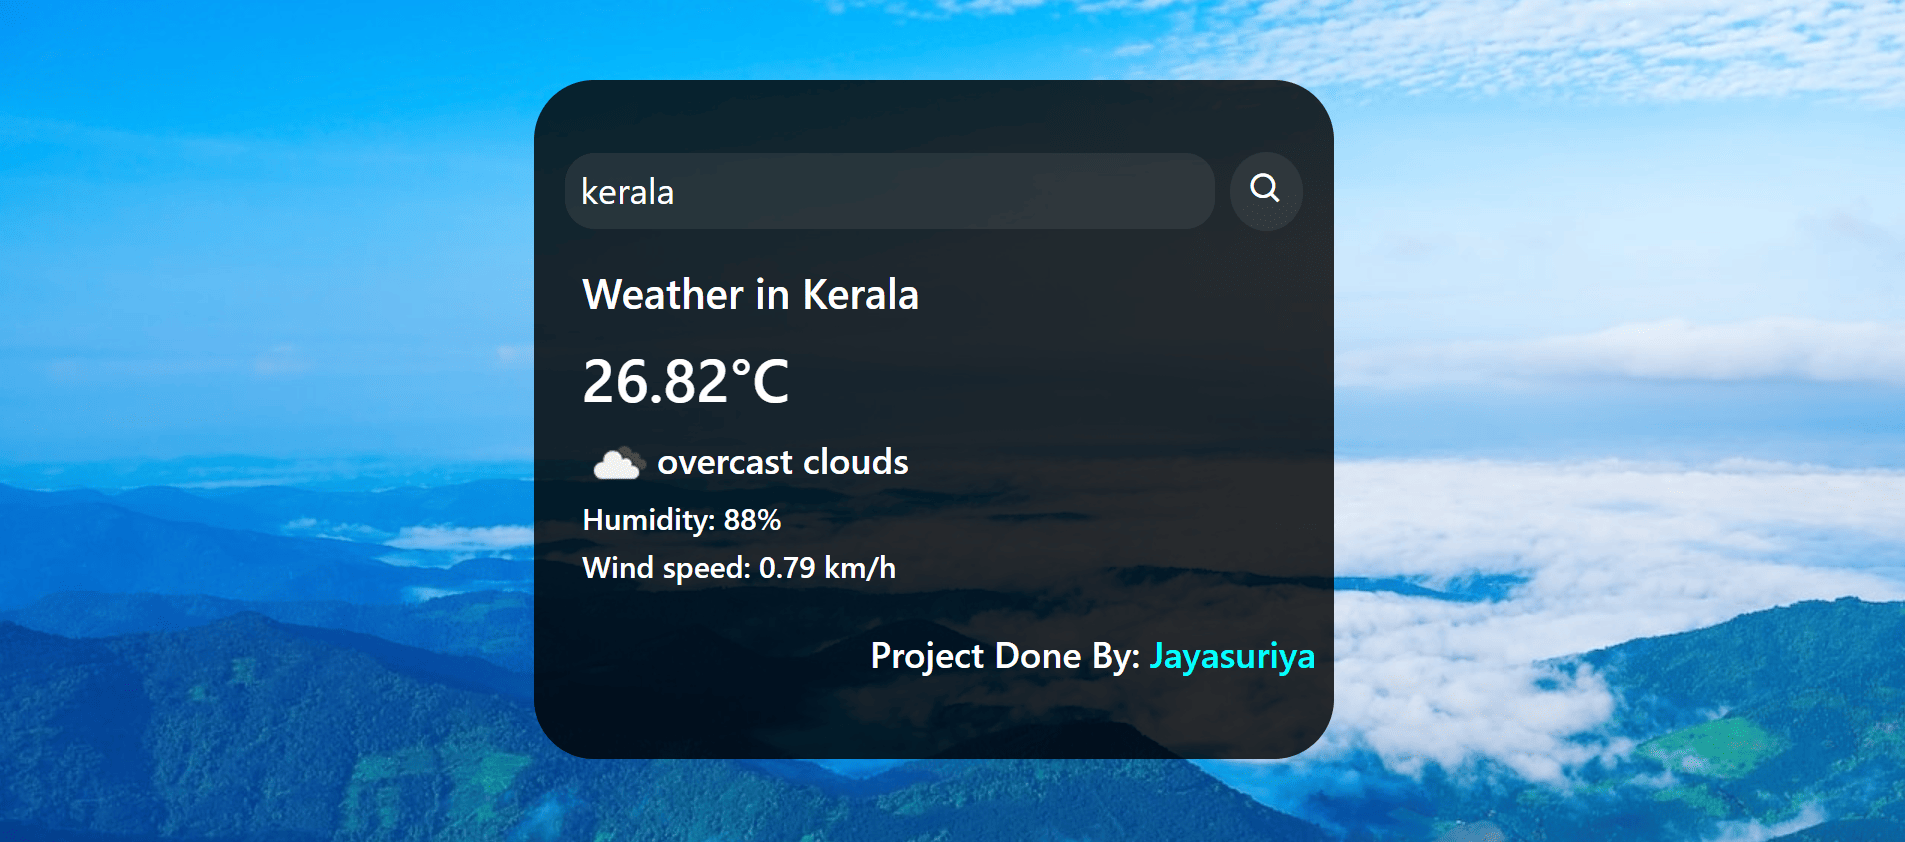 kerala
Weather in Kerala
26.82°C
overcast clouds
Humidity: 88%
Wind speed: 0.79 km/h
Project Done By: Jayasuriya